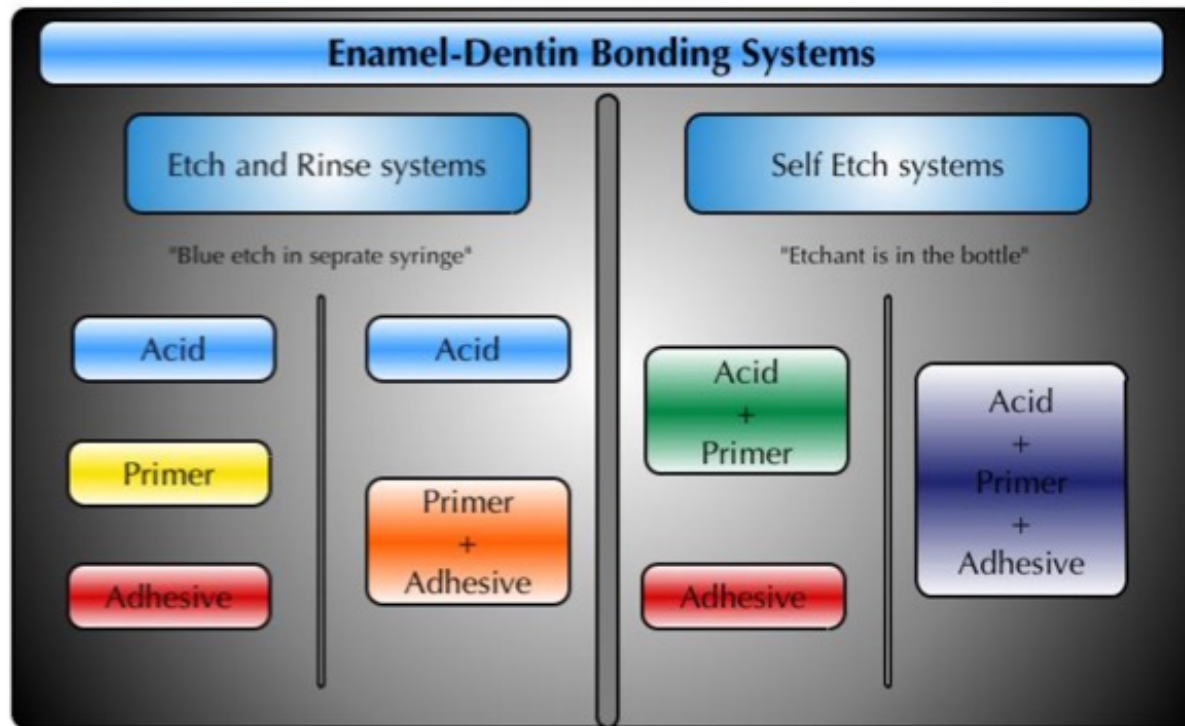 Enamel-Dentin Bonding Systems
Etch and Rinse systems
"Blue etch in seprate syringe"
Acid
Primer
Adhesive
Acid
Primer
+
Adhesive
Self Etch systems
"Etchant is in the bottle"
Acid
+
Primer
Adhesive
Acid
+
Primer
+
Adhesive